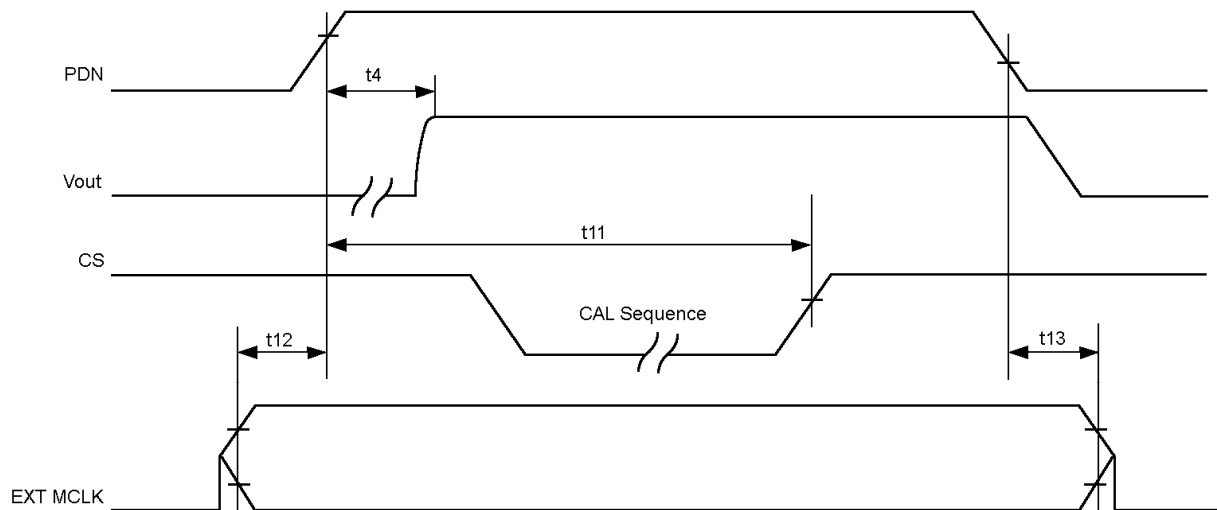 PDN
t4
Vout
t11
CS
CAL Sequence
t12
t13
EXT MCLK